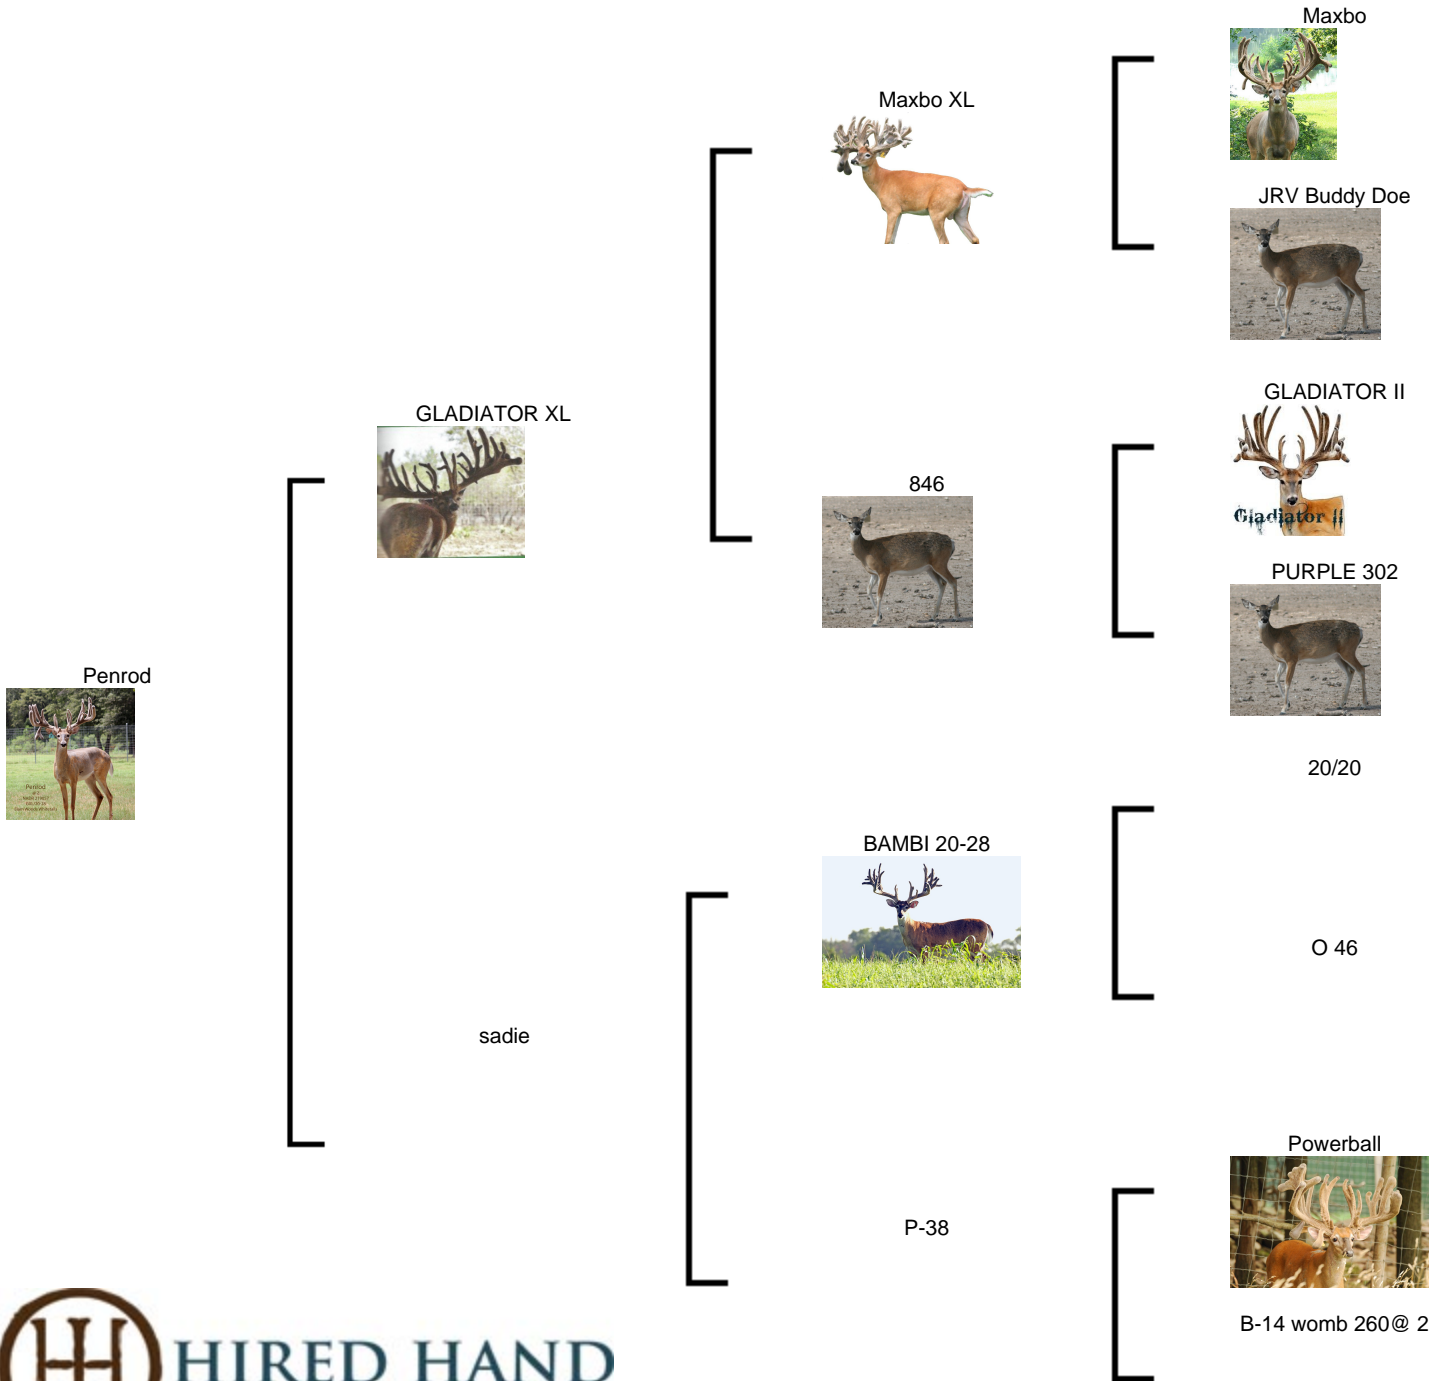 Maxbo
Maxbo XL
JRV Buddy Doe
GLADIATOR II
GLADIATOR XL
846
Gladiator II
PURPLE 302
Penrod
Penrod
20/20
BAMBI 20-28
O 46
sadie
Powerball
P-38
B-14 womb 260@ 2
HIRED HAND